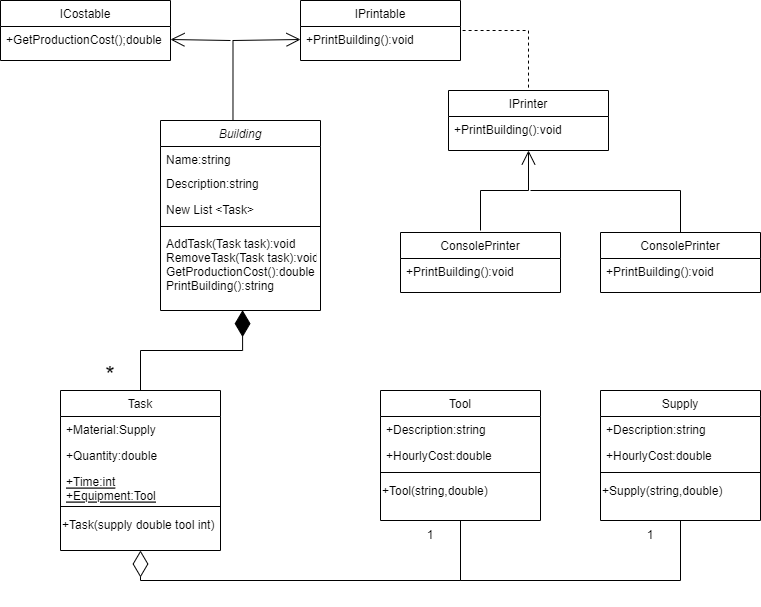 ICostable
+GetProductionCost();double
IPrintable
+PrintBuilding():void
IPrinter
+PrintBuilding():void
Building
Name:string
Description:string
New List <Task>
AddTask(Task task):void
RemoveTask(Task task):voic
GetProductionCost():double
PrintBuilding():string
ConsolePrinter
+PrintBuilding():void
ConsolePrinter
+PrintBuilding():void
*
Task
+Material:Supply
+Quantity:double
+Time:int
+Equipment:Tool
+Task(supply double tool int)
Tool
+Description:string
+HourlyCost:double
+Tool(string,double)
1
Supply
+Description:string
+HourlyCost:double
+Supply(string,double)
1